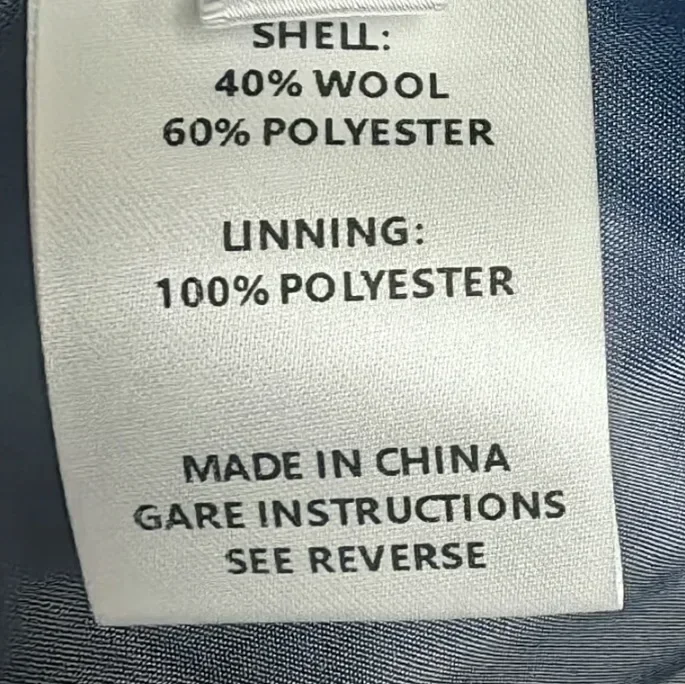 SHELL:
40% WOOL
60% POLYESTER
LINNING:
100% POLYESTER
MADE IN CHINA
GARE INSTRUCTIONS
SEE REVERSE